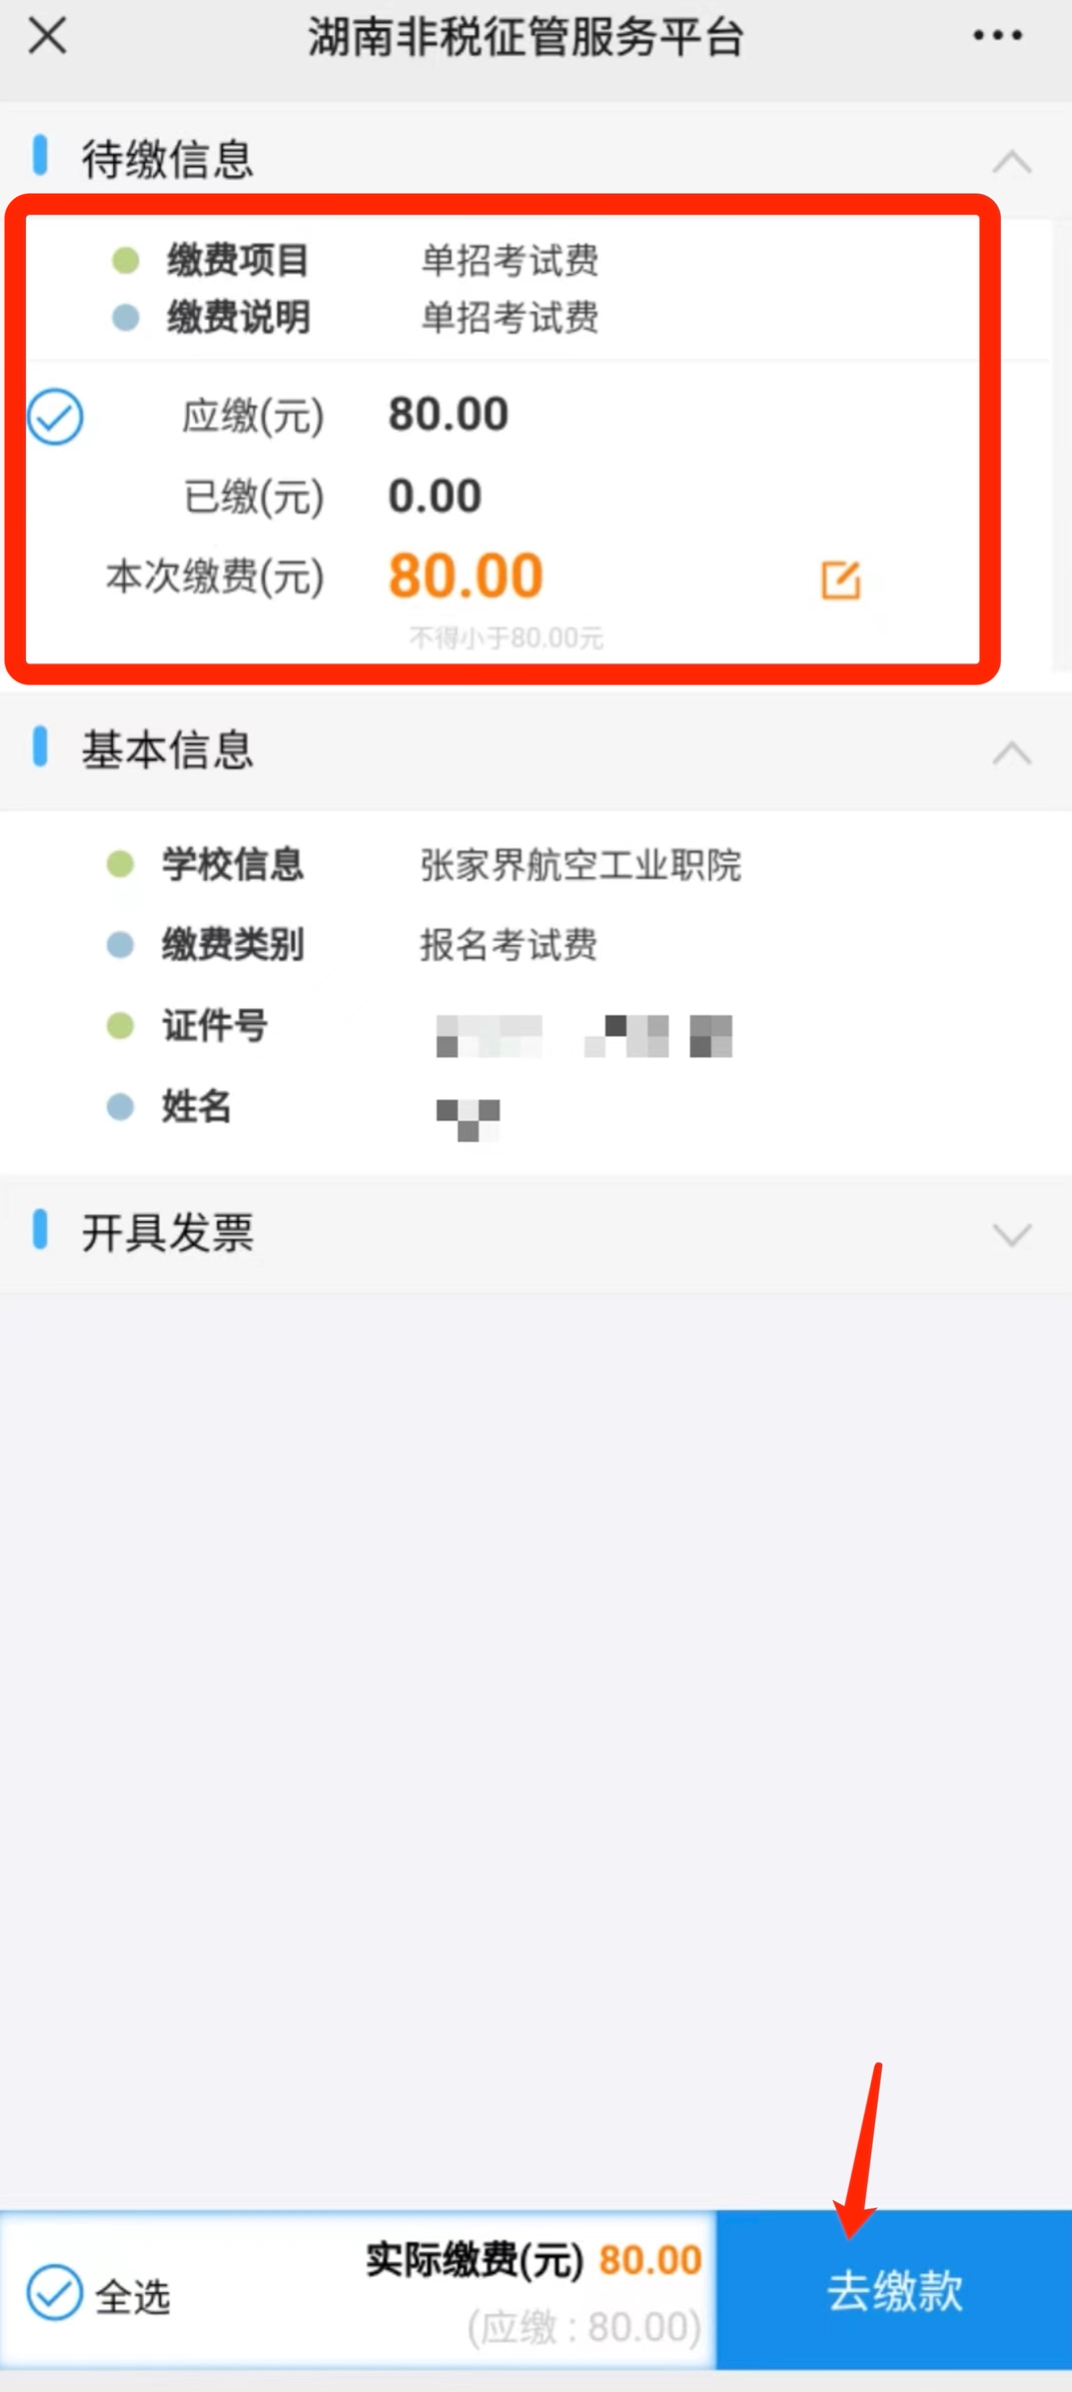 湖南非税征管服务平台
待缴信息
缴费项目 单招考试费
缴费说明 单招考试费
应缴(元) 80.00
已缴(元) 0.00
本次缴费(元) 80.00
不得小于80.00元
基本信息
学校信息 张家界航空工业职院
缴费类别 报名考试费
证件号
姓名
开具发票
实际缴费(元) 80.00
全选
(应缴：80.00)
去缴款